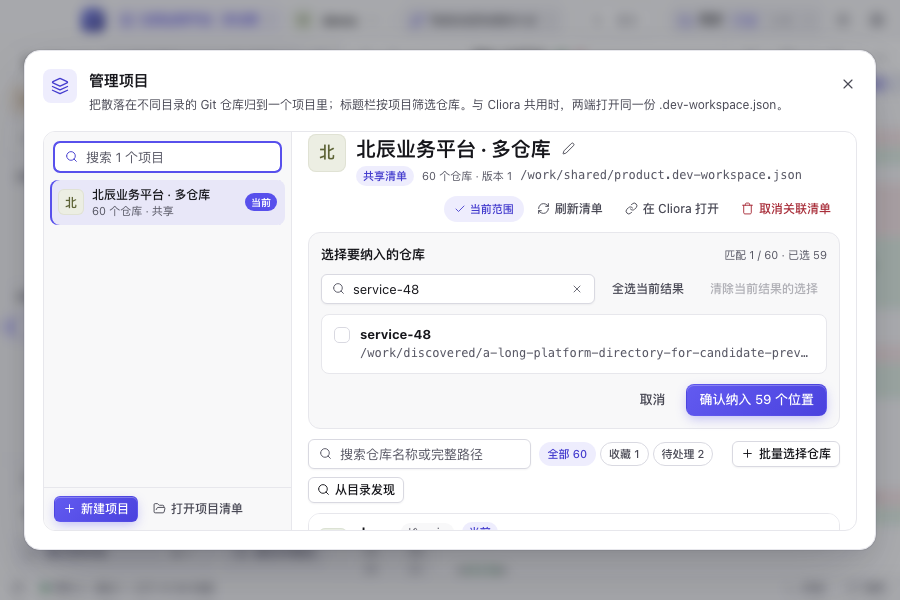 管理项目
把散落在不同目录的 Git 仓库归到一个项目里；标题栏按项目筛选仓库。与 Cliora 共用时，两端打开同一份 .dev-workspace.json。
搜索 1 个项目
北
北辰业务平台 · 多仓库
60 个仓库 · 共享
当前
新建项目
打开项目清单
北
北辰业务平台 · 多仓库
共享清单
60 个仓库 · 版本 1
/work/shared/product.dev-workspace.json
当前范围
刷新清单
在 Cliora 打开
取消关联清单
选择要纳入的仓库
匹配 1 / 60 · 已选 59
service-48
全选当前结果
清除当前结果的选择
service-48
/work/discovered/a-long-platform-directory-for-candidate-prev…
取消
确认纳入 59 个位置
搜索仓库名称或完整路径
全部 60
收藏 1
待处理 2
批量选择仓库
从目录发现